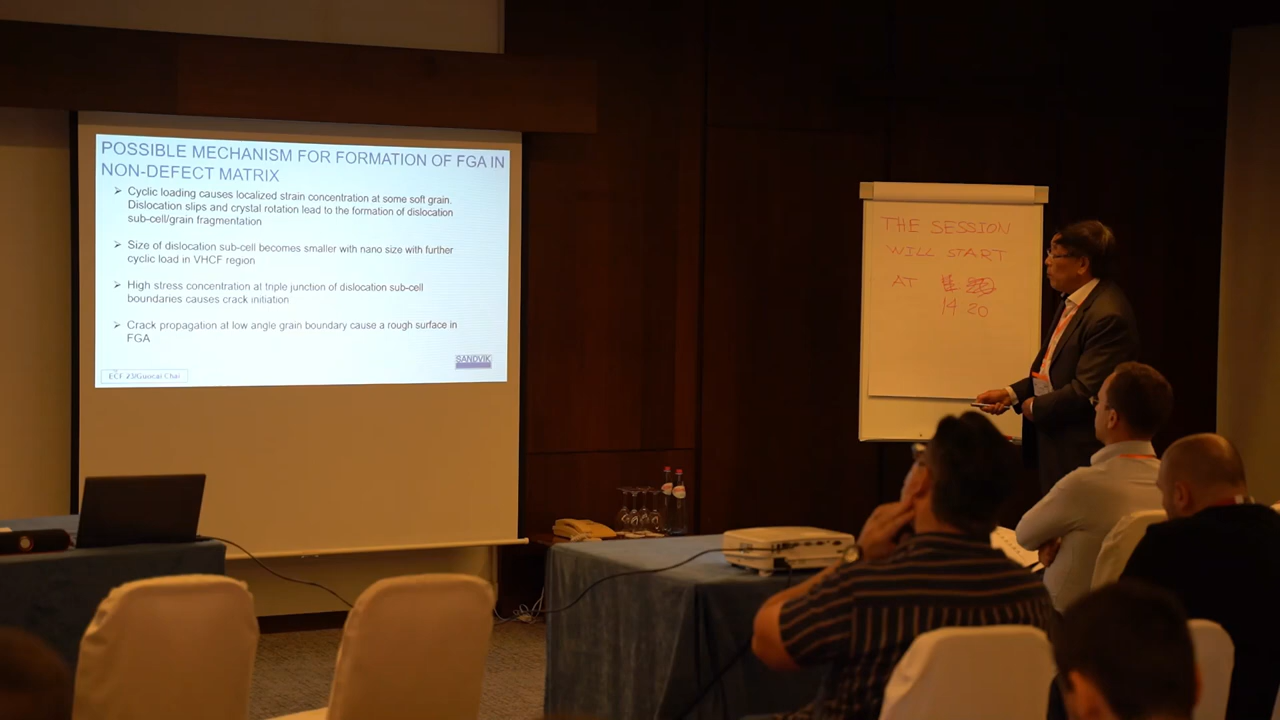 POSSIBLE MECHANISM FOR FORMATION OF FGA IN
NON-DEFECT MATRIX
➢ Cyclic loading causes localized strain concentration at some soft grain.
Dislocation slips and crystal rotation lead to the formation of dislocation
sub-cell/grain fragmentation
➢ Size of dislocation sub-cell becomes smaller with nano size with further
cyclic load in VHCF region
➢ High stress concentration at triple junction of dislocation sub-cell
boundaries causes crack initiation
➢ Crack propagation at low angle grain boundary cause a rough surface in
FGA
SANDVIK
ECF 23/Guocai Chai
THE SESSION
WILL START
AT
14 20